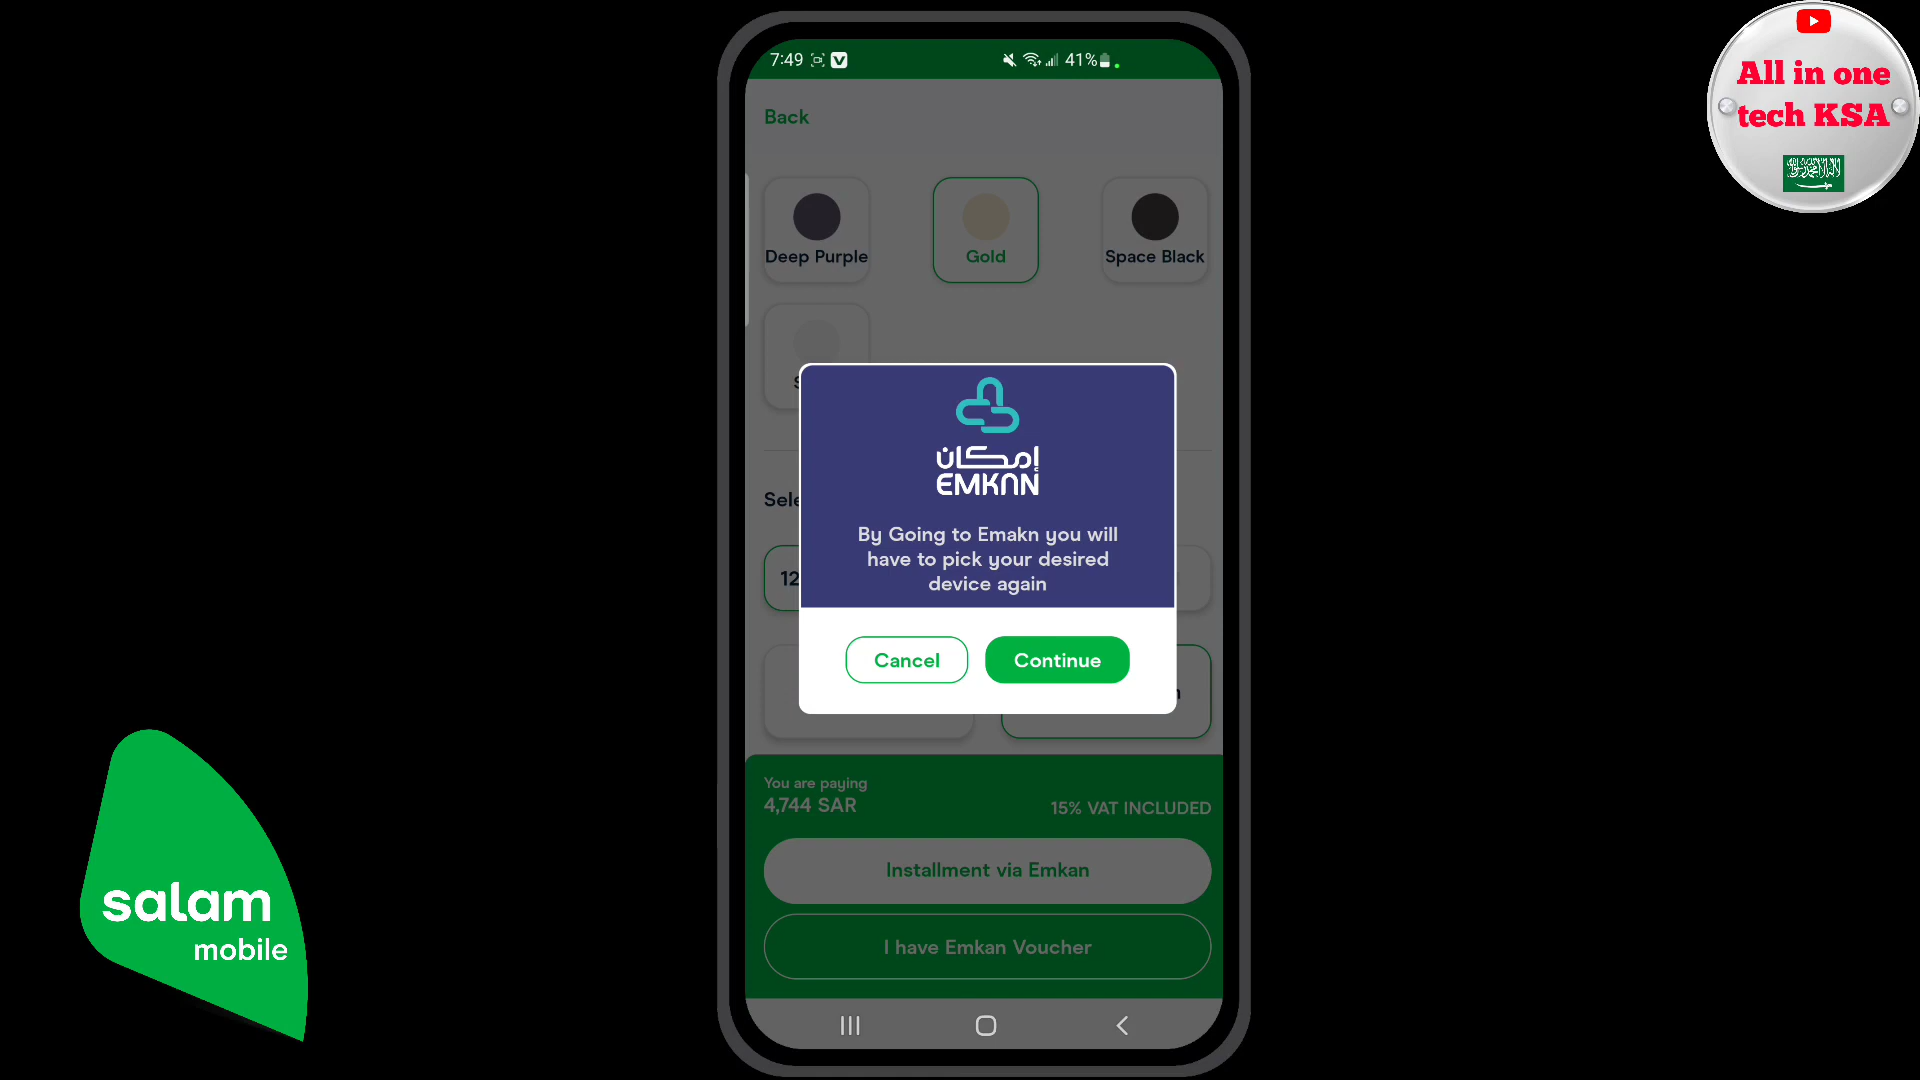 7:49
41%
All in one
tech KSA
Back
Deep Purple
Gold
Space Black
إمكان
EMKAN
By Going to Emakn you will
have to pick your desired
device again
Cancel
Continue
You are paying
4,744 SAR
15% VAT INCLUDED
Installment via Emkan
I have Emkan Voucher
salam
mobile